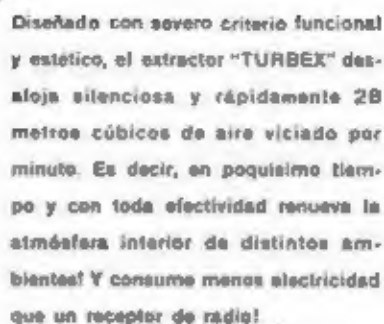 Diseñado con severo criterio funcional
y estético, el extractor "TURBEX" des-
aloja silenciosa y rápidamente 28
metros cúbicos de aire viciado por
minuto. Es decir, en poquísimo tiem-
po y con toda efectividad renueva la
atmósfera interior de distintos am-
bientes! Y consume menos electricidad
que un receptor de radio!